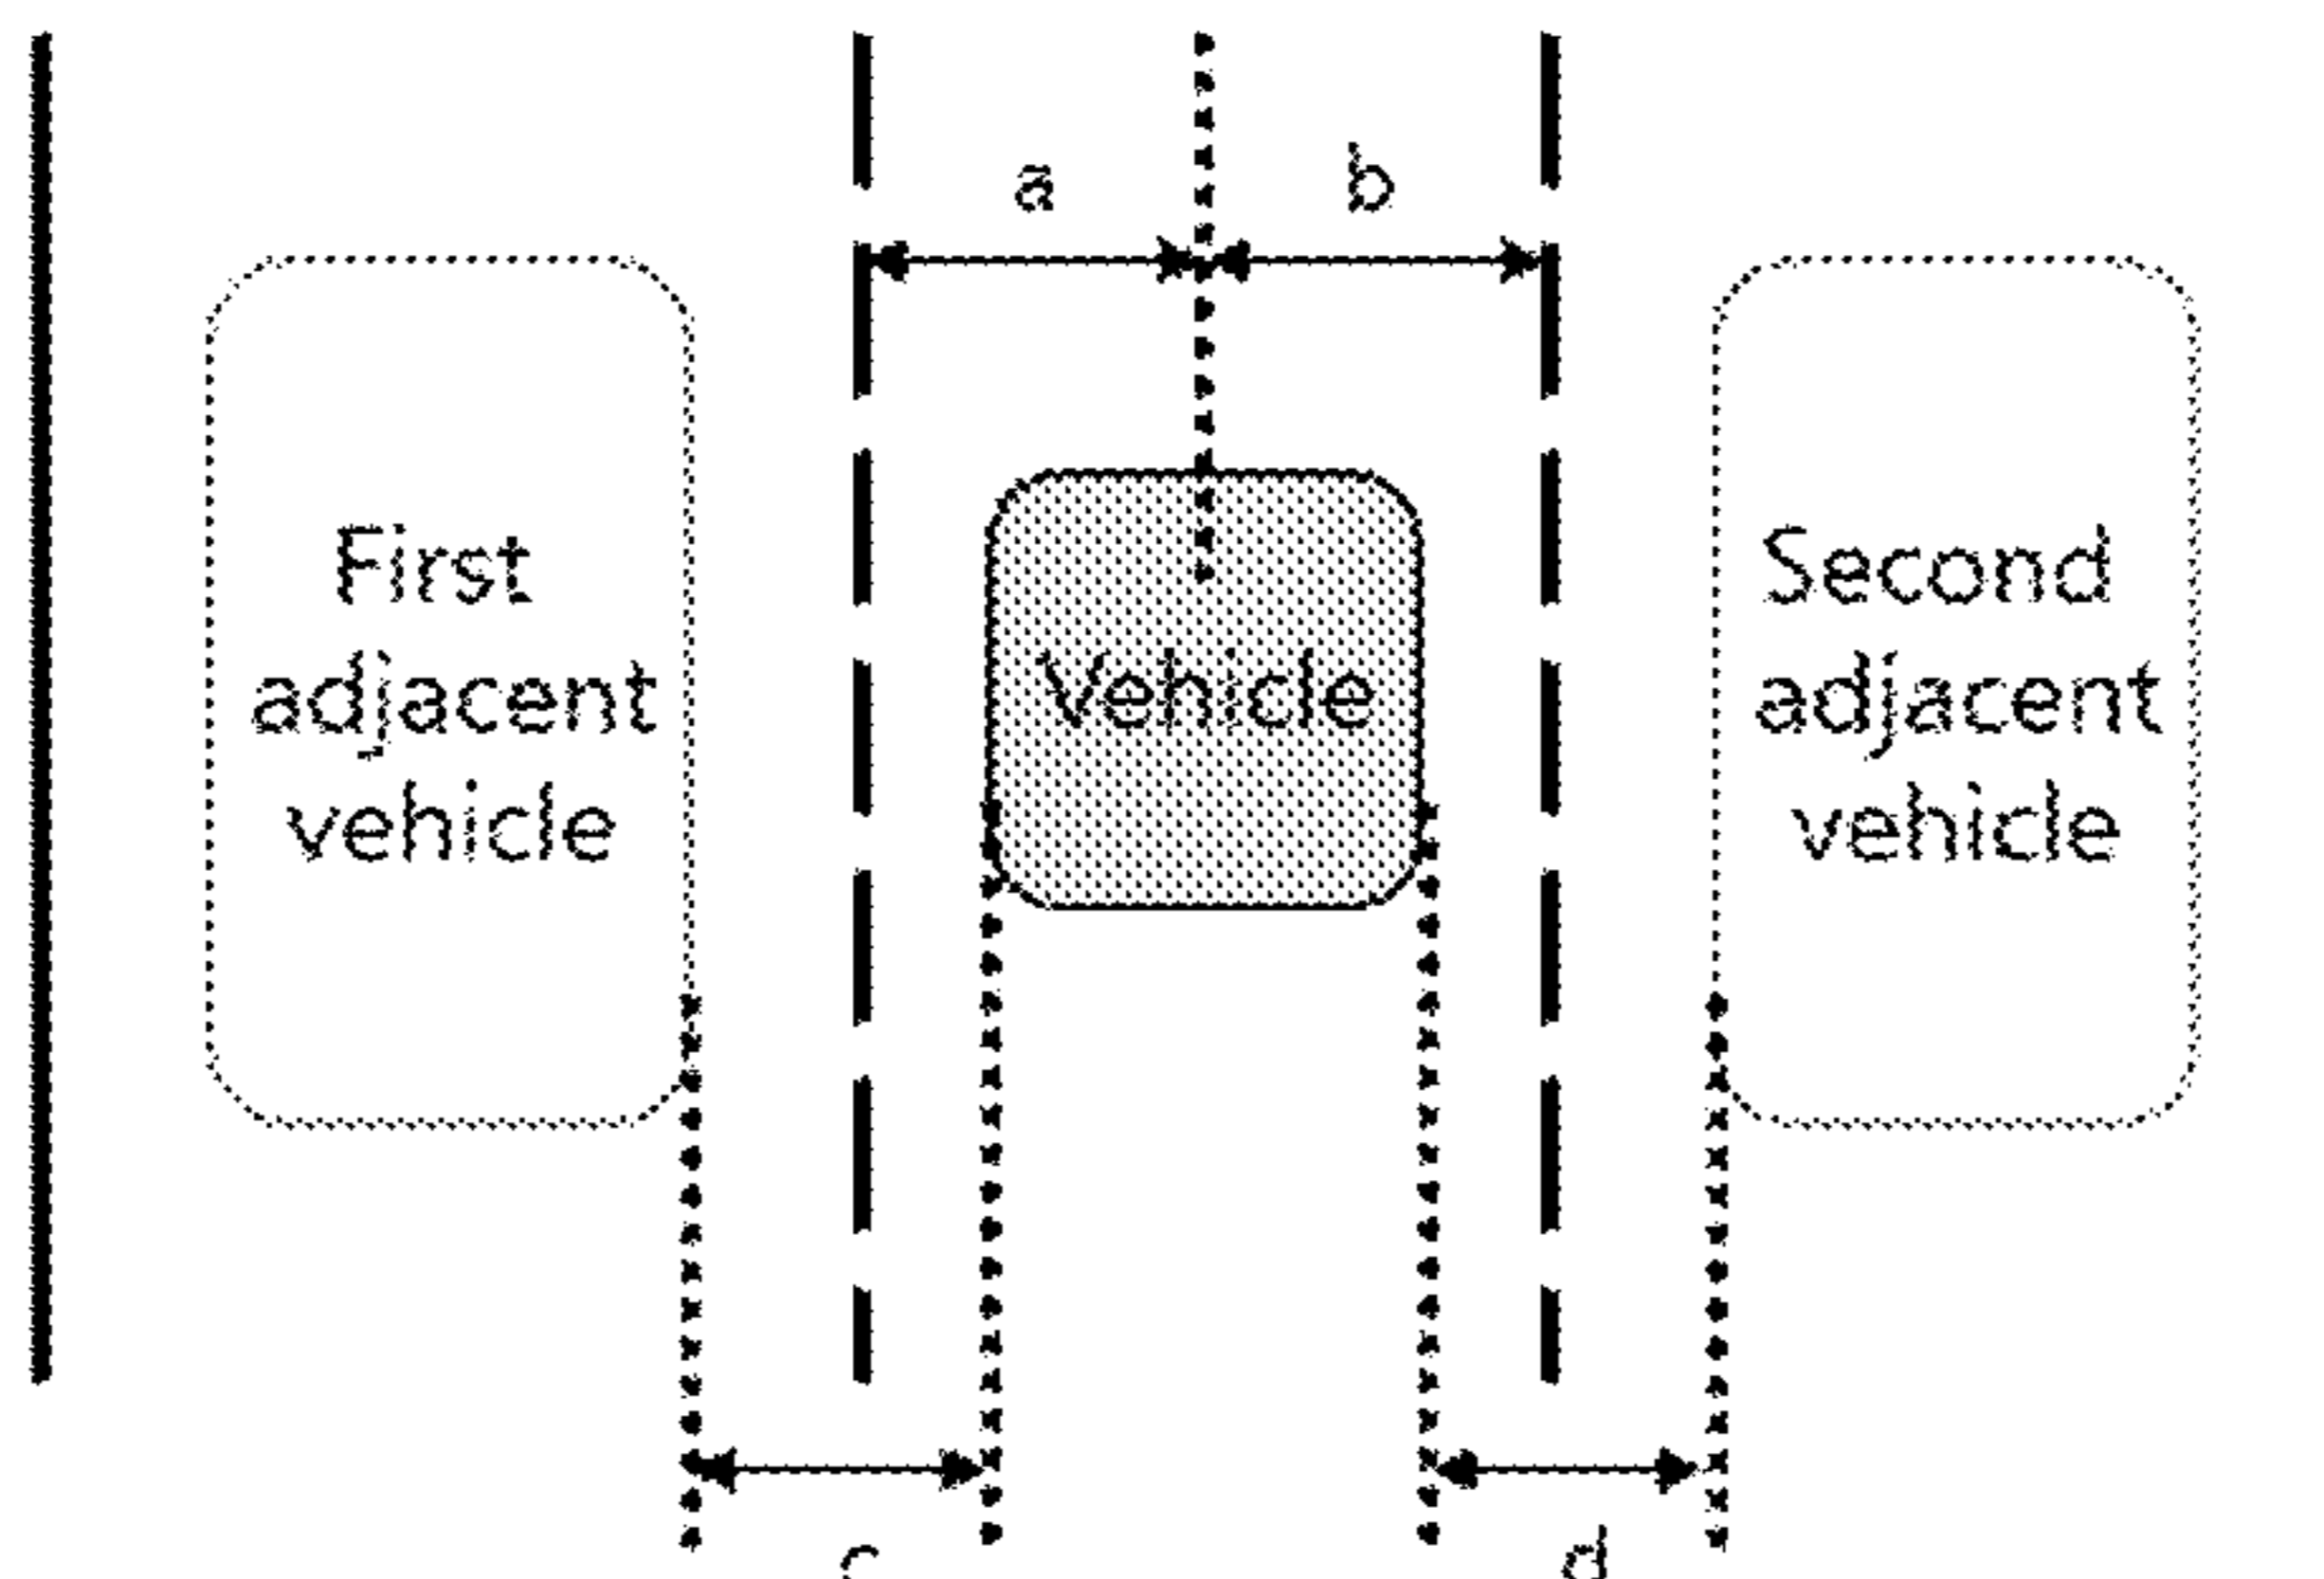 a
b
First
adjacent
vehicle
Vehicle
Second
adjacent
vehicle
c
d